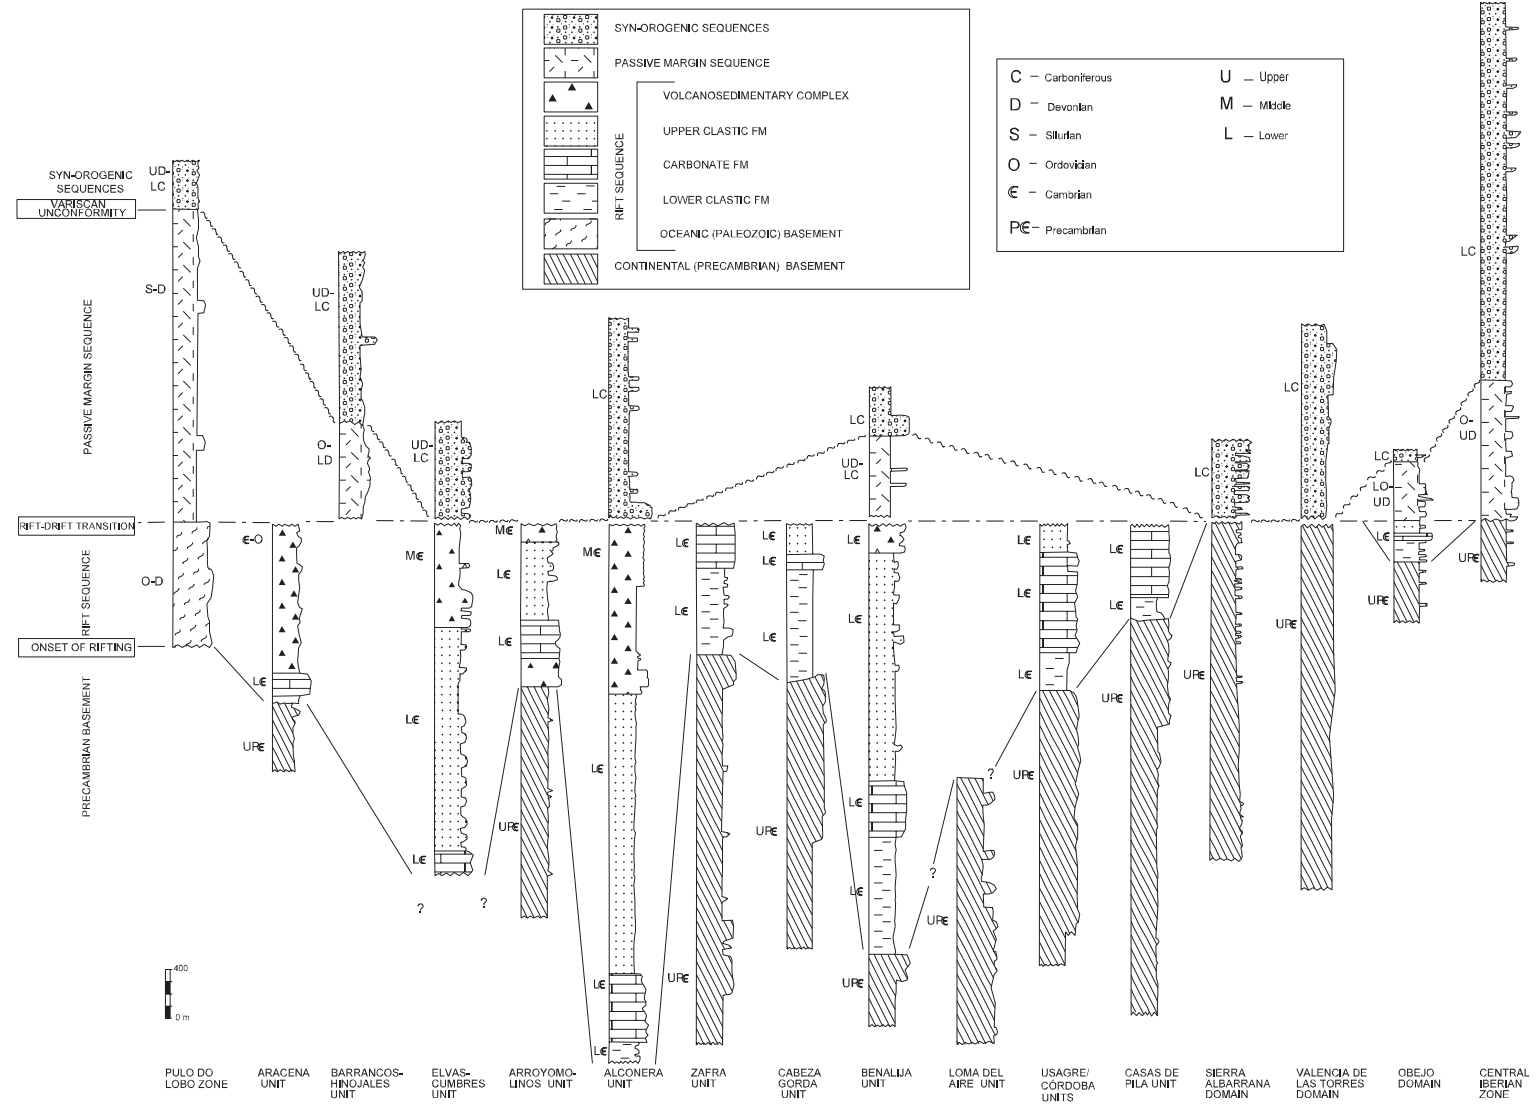 SYN-OROGENIC SEQUENCES
PASSIVE MARGIN SEQUENCE
VOLCANOSEDIMENTARY COMPLEX
UPPER CLASTIC FM
CARBONATE FM
LOWER CLASTIC FM
OCEANIC (PALEOZOIC) BASEMENT
CONTINENTAL (PRECAMBRIAN) BASEMENT
RIFT SEQUENCE
C – Carboniferous
D – Devonian
S – Silurian
O – Ordovician
Є – Cambrian
PЄ – Precambrian
U – Upper
M – Middle
L – Lower
SYN-OROGENIC
SEQUENCES
VARISCAN
UNCONFORMITY
PASSIVE MARGIN SEQUENCE
RIFT-DRIFT TRANSITION
RIFT SEQUENCE
ONSET OF RIFTING
PRECAMBRIAN BASEMENT
400
0 m
UD-
LC
S-D
O-D
Є-O
LЄ
UPЄ
UD-
LC
O-
LD
UD-
LC
MЄ
LЄ
LЄ
?
?
MЄ
LЄ
LЄ
UPЄ
LC
MЄ
LЄ
LЄ
LЄ
LЄ
LЄ
UPЄ
LЄ
LЄ
LЄ
UPЄ
LC
UD-
LC
LЄ
LЄ
LЄ
LЄ
UPЄ
?
UPЄ
?
LЄ
LЄ
LЄ
UPЄ
LЄ
LЄ
UPЄ
LC
UPЄ
LC
UPЄ
LC
LO-
UD
LЄ
UPЄ
LC
O-
UD
UPЄ
PULO DO
LOBO ZONE
ARACENA
UNIT
BARRANCOS-
HINOJALES
UNIT
ELVAS-
CUMBRES
UNIT
ARROYOMO-
LINOS UNIT
ALCONERA
UNIT
ZAFRA
UNIT
CABEZA
GORDA
UNIT
BENALIJA
UNIT
LOMA DEL
AIRE UNIT
USAGRE/
CÓRDOBA
UNITS
CASAS DE
PILA UNIT
SIERRA
ALBARRANA
DOMAIN
VALENCIA DE
LAS TORRES
DOMAIN
OBEJO
DOMAIN
CENTRAL
IBERIAN
ZONE